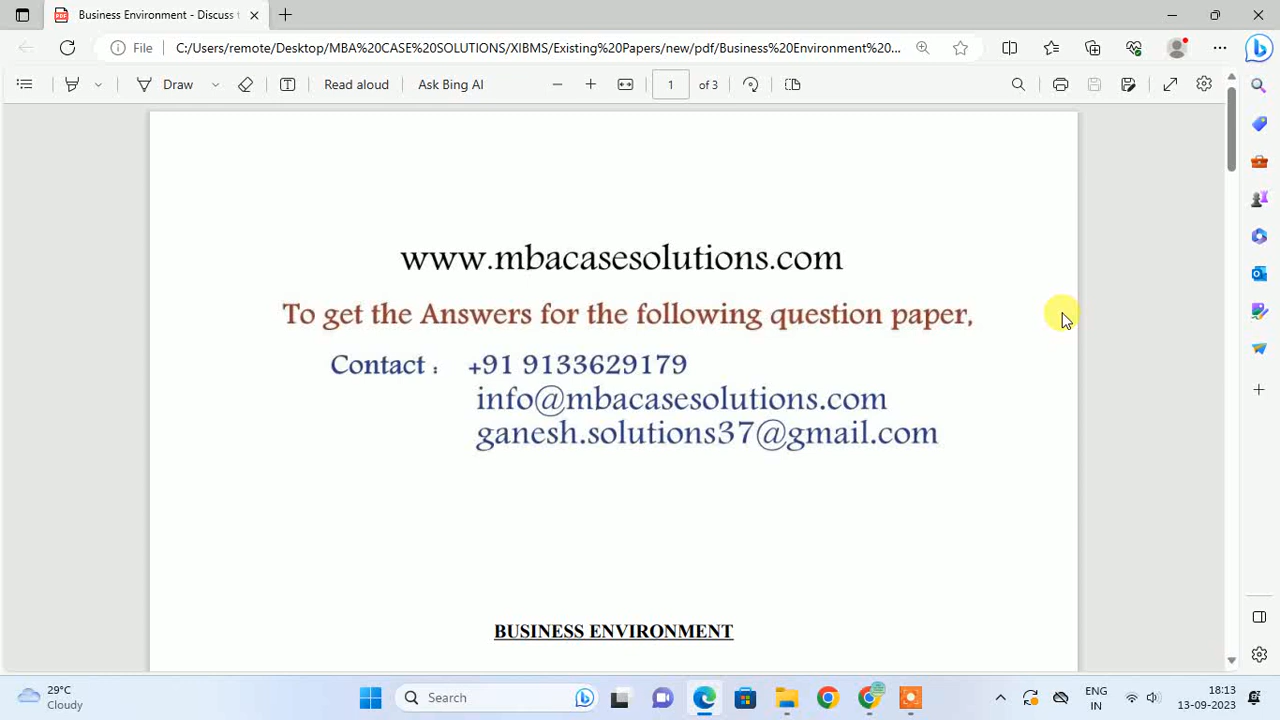 Business Environment - Discuss t
File
C:/Users/remote/Desktop/MBA%20CASE%20SOLUTIONS/XIBMS/Existing%20Papers/new/pdf/Business%20Environment%20...
Draw
Read aloud
Ask Bing AI
1
of 3
www.mbacasesolutions.com
To get the Answers for the following question paper,
Contact : +91 9133629179
info@mbacasesolutions.com
ganesh.solutions37@gmail.com
BUSINESS ENVIRONMENT
29°C
Cloudy
Search
ENG
IN
18:13
13-09-2023